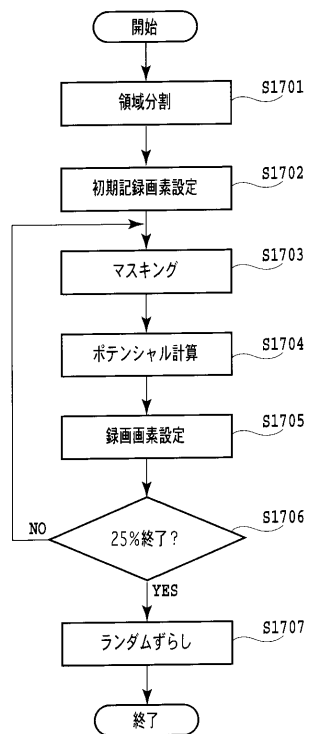 開始
S1701
領域分割
S1702
初期記録画素設定
S1703
マスキング
S1704
ポテンシャル計算
S1705
録画画素設定
S1706
NO
25%終了?
YES
S1707
ランダムずらし
終了